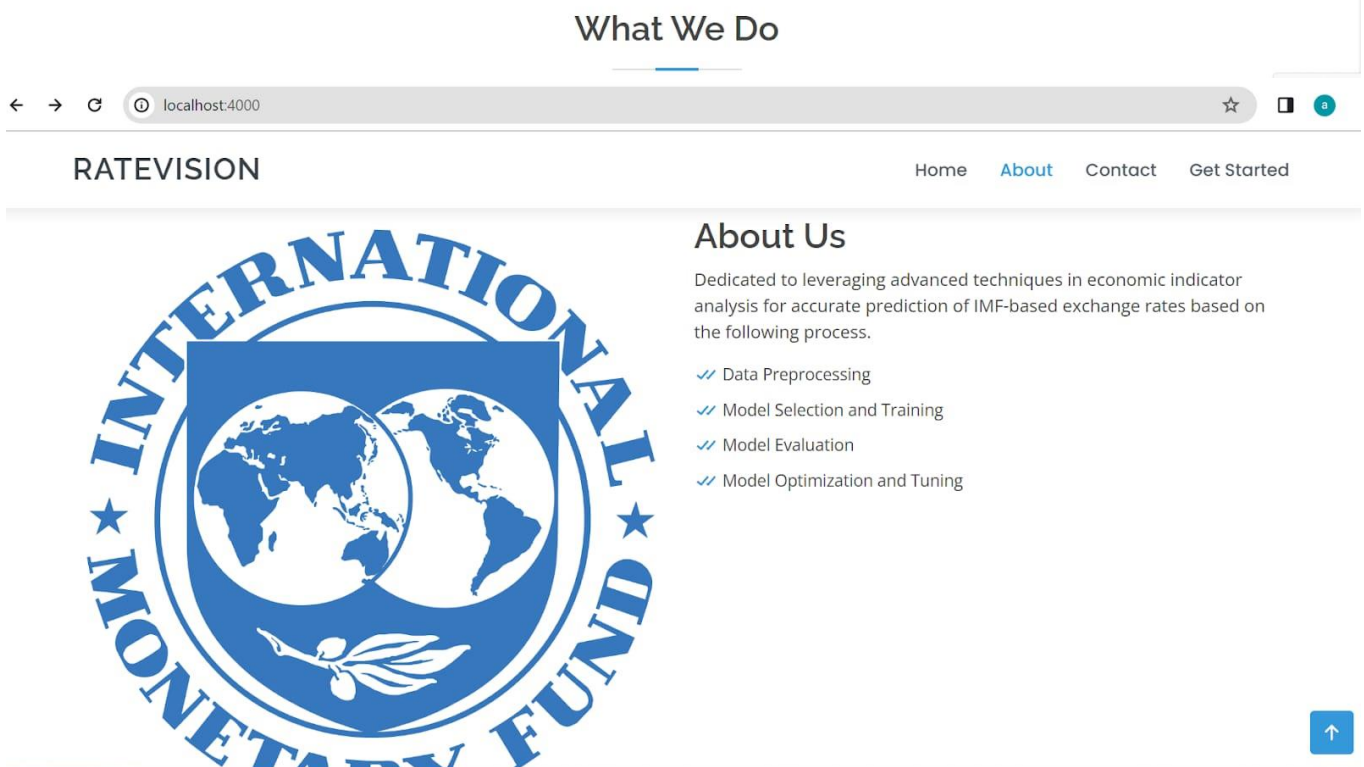 What We Do
localhost:4000
a
RATEVISION
Home About Contact Get Started
INTERNATIONAL
MONETARY FUND
About Us
Dedicated to leveraging advanced techniques in economic indicator
analysis for accurate prediction of IMF-based exchange rates based on
the following process.
Data Preprocessing
Model Selection and Training
Model Evaluation
Model Optimization and Tuning